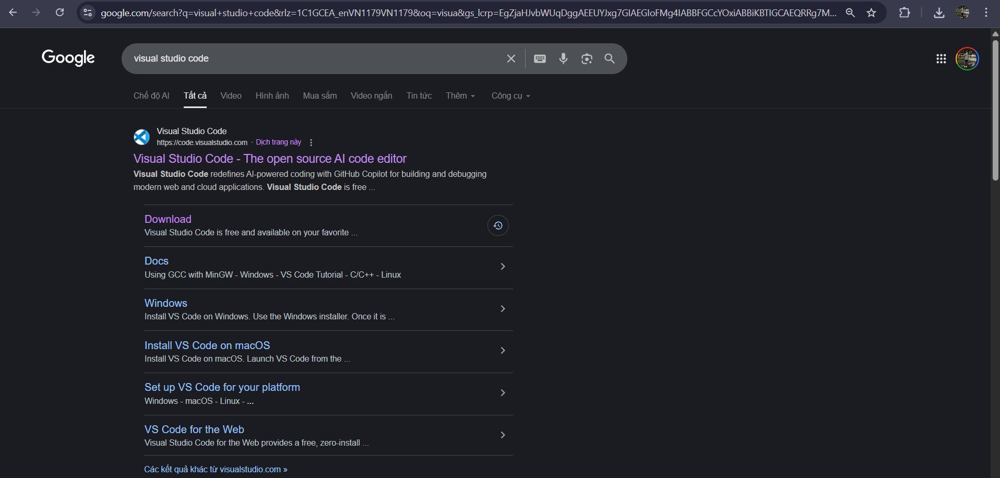 google.com/search?q=visual+studio+code&rlz=1C1GCEA_enVN1179VN1179&oq=visua&gs_lcrp=EgZjaHJvbWUqDggAEEUYJxg7GIAEGIoFMg4IABBFGCcYOxiABBiKBTIGCAEQRRg7M...
Google
visual studio code
Chế độ AI Tất cả Video Hình ảnh Mua sắm Video ngắn Tin tức Thêm Công cụ
Visual Studio Code
https://code.visualstudio.com · Dịch trang này
Visual Studio Code - The open source AI code editor
Visual Studio Code redefines AI-powered coding with GitHub Copilot for building and debugging
modern web and cloud applications. Visual Studio Code is free ...
Download
Visual Studio Code is free and available on your favorite ...
Docs
Using GCC with MinGW - Windows - VS Code Tutorial - C/C++ - Linux
Windows
Install VS Code on Windows. Use the Windows installer. Once it is ...
Install VS Code on macOS
Install VS Code on macOS. Launch VS Code from the ...
Set up VS Code for your platform
Windows - macOS - Linux - ...
VS Code for the Web
Visual Studio Code for the Web provides a free, zero-install ...
Các kết quả khác từ visualstudio.com »